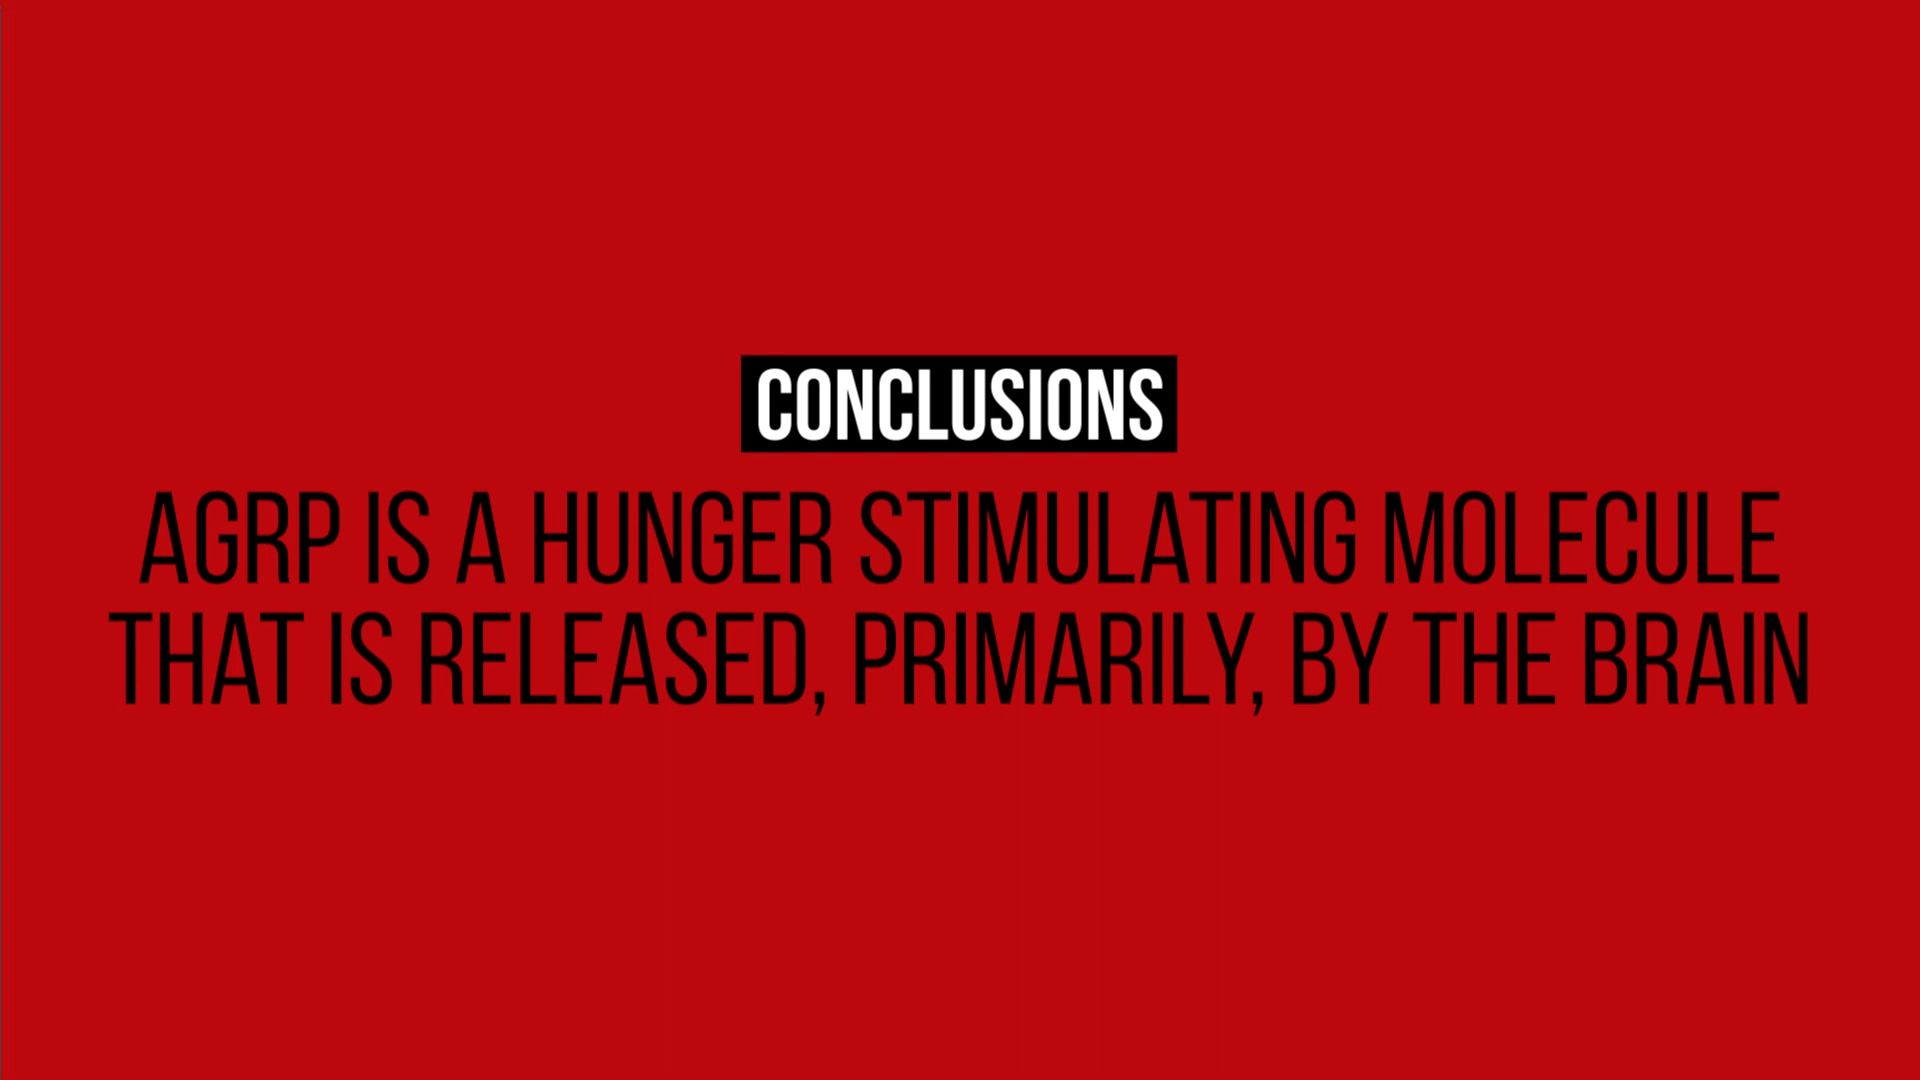 CONCLUSIONS
AGRP IS A HUNGER STIMULATING MOLECULE
THAT IS RELEASED, PRIMARILY, BY THE BRAIN